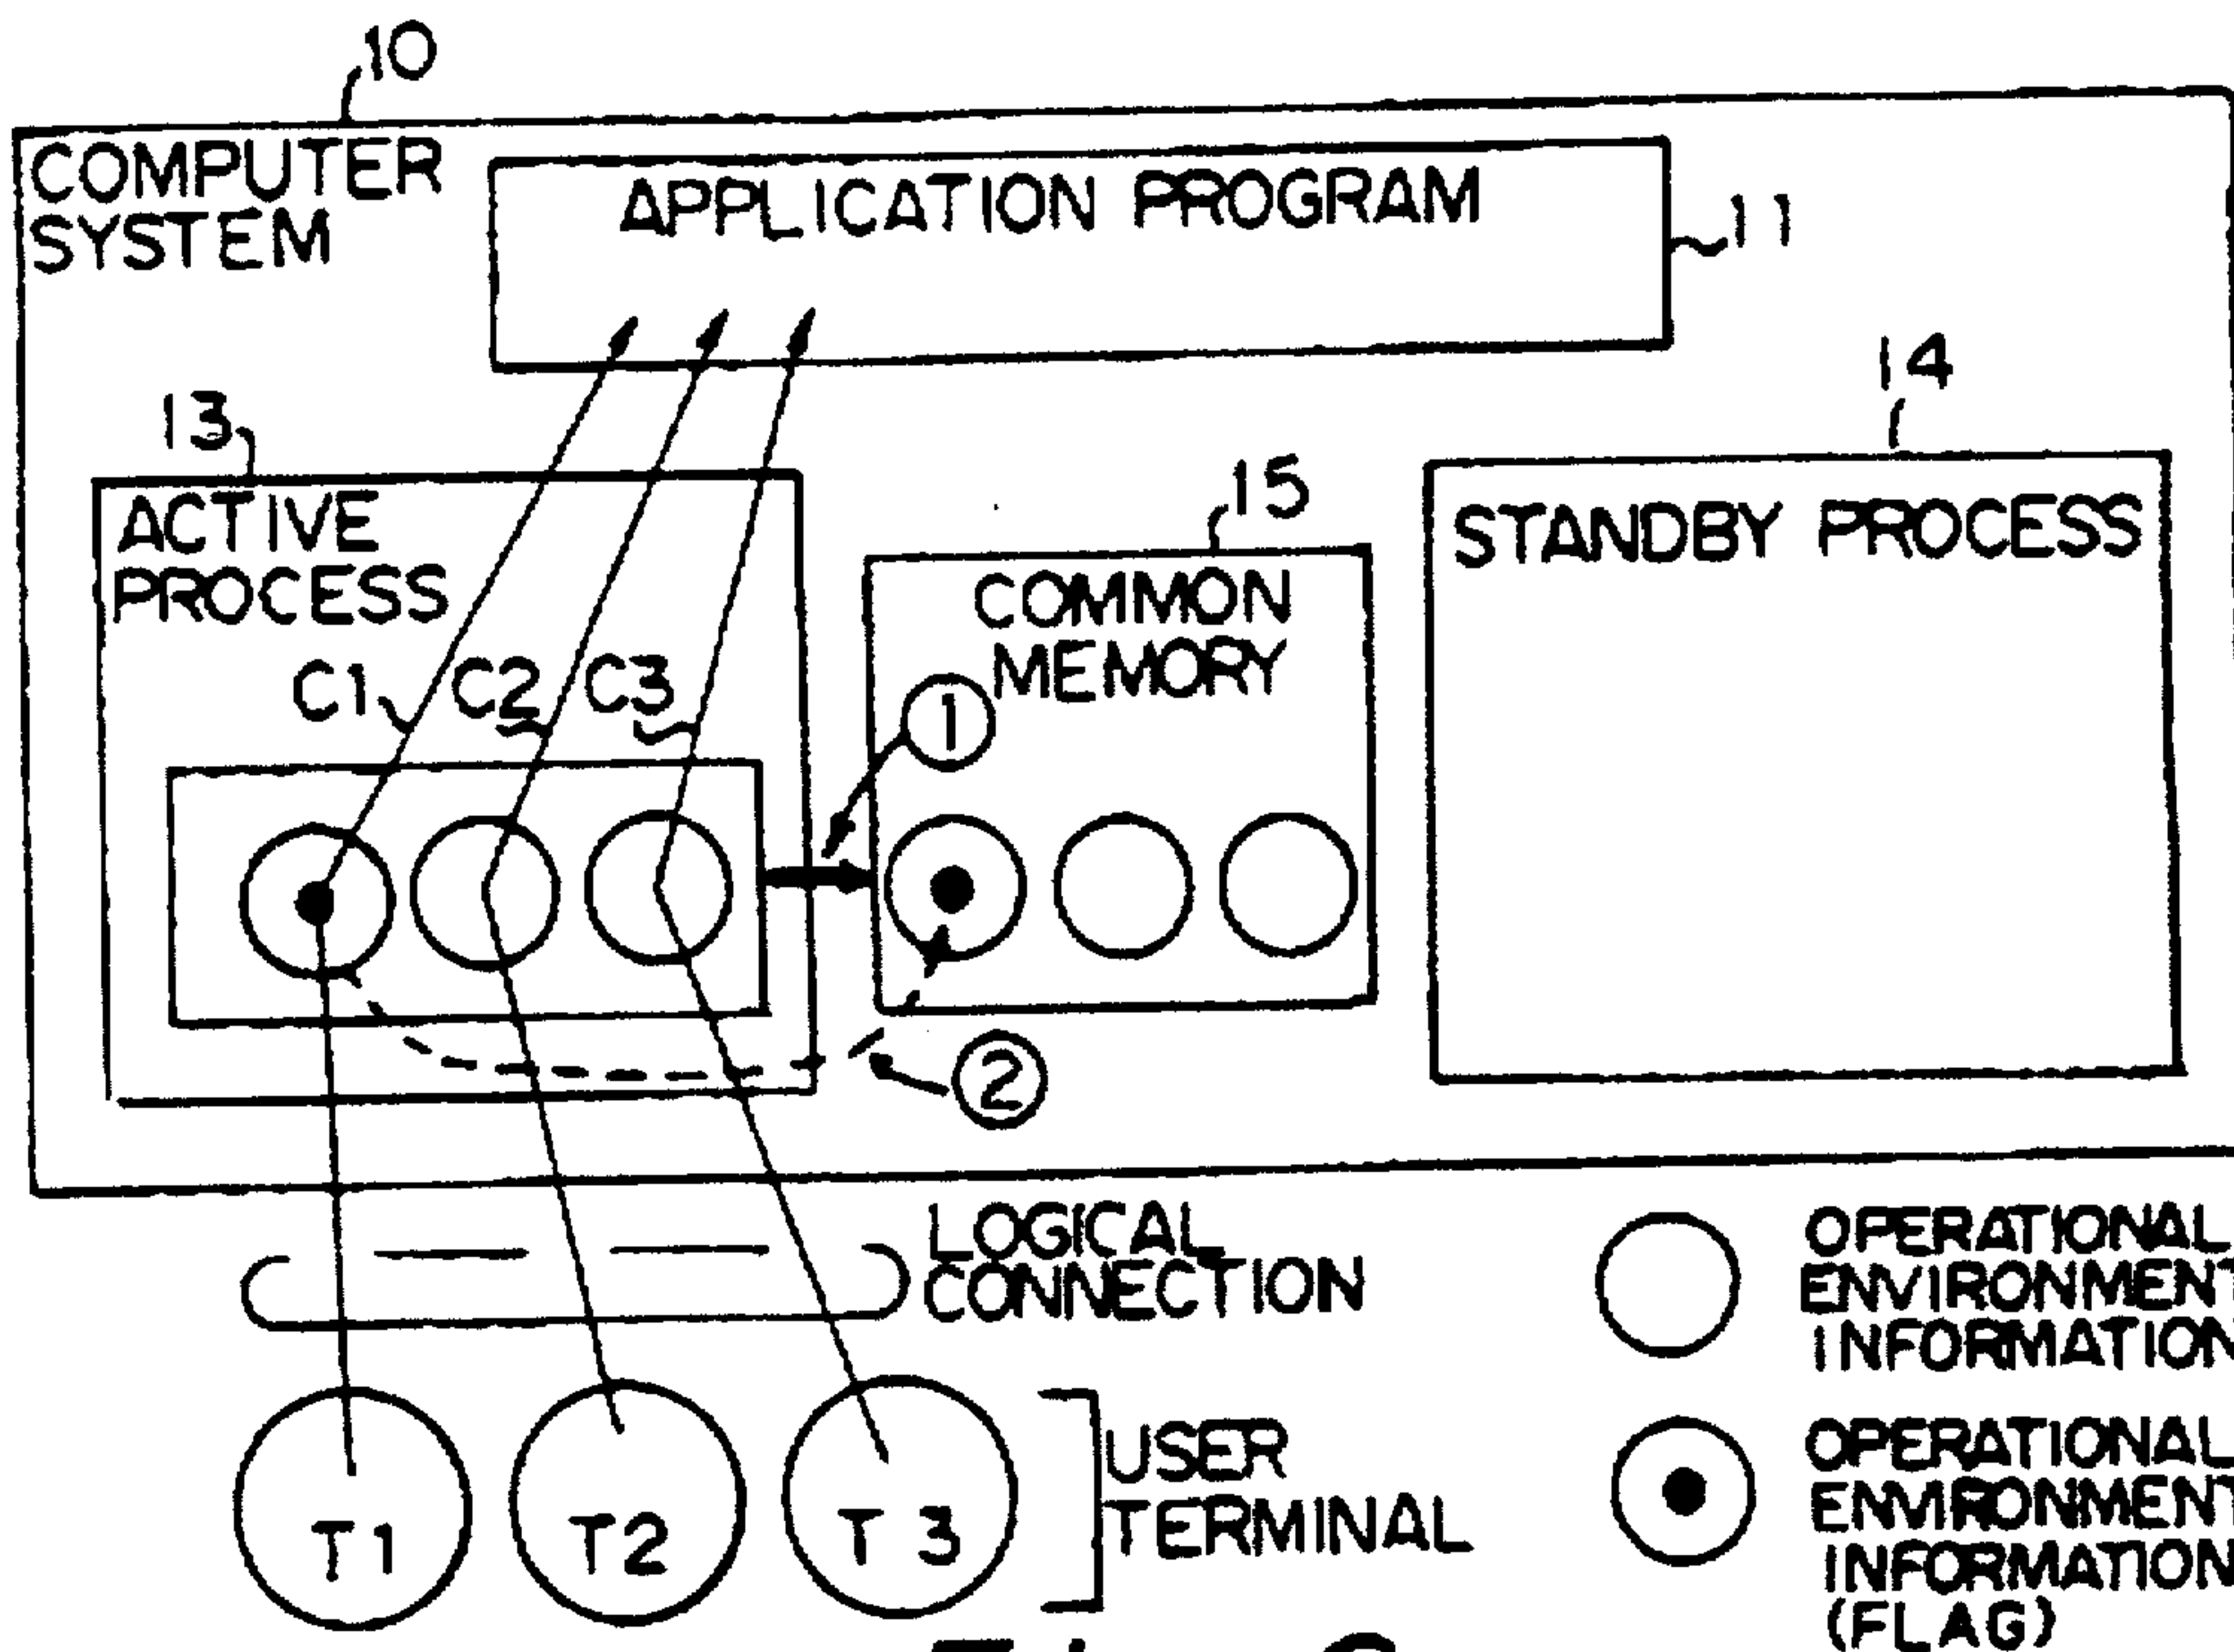 10
COMPUTER
SYSTEM
APPLICATION PROGRAM
11
13
14
15
ACTIVE
PROCESS
COMMON
MEMORY
STANDBY PROCESS
C1
C2
C3
1
2
LOGICAL
CONNECTION
OPERATIONAL
ENVIRONMENT
INFORMATION
T1
T2
T 3
USER
TERMINAL
OPERATIONAL
ENVIRONMENT
INFORMATION
(FLAG)